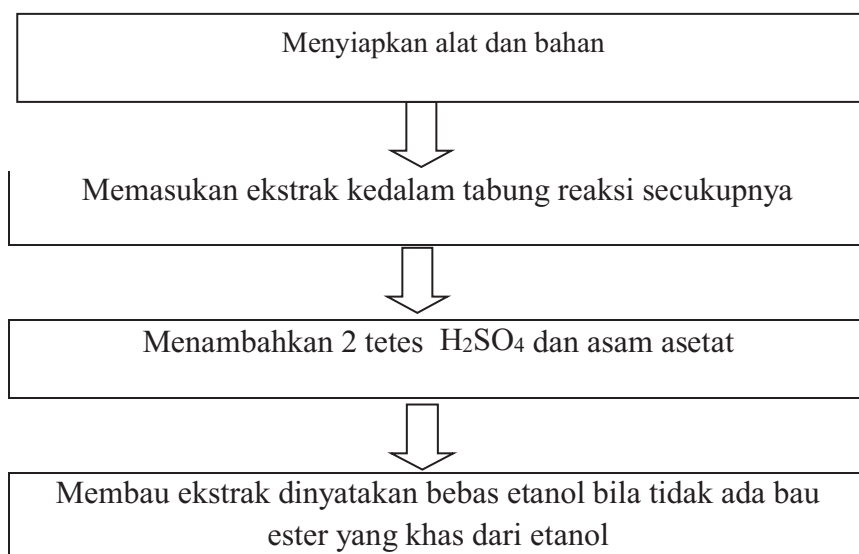 Menyiapkan alat dan bahan
Memasukan ekstrak kedalam tabung reaksi secukupnya
Menambahkan 2 tetes H₂SO₄ dan asam asetat
Membau ekstrak dinyatakan bebas etanol bila tidak ada bau
ester yang khas dari etanol